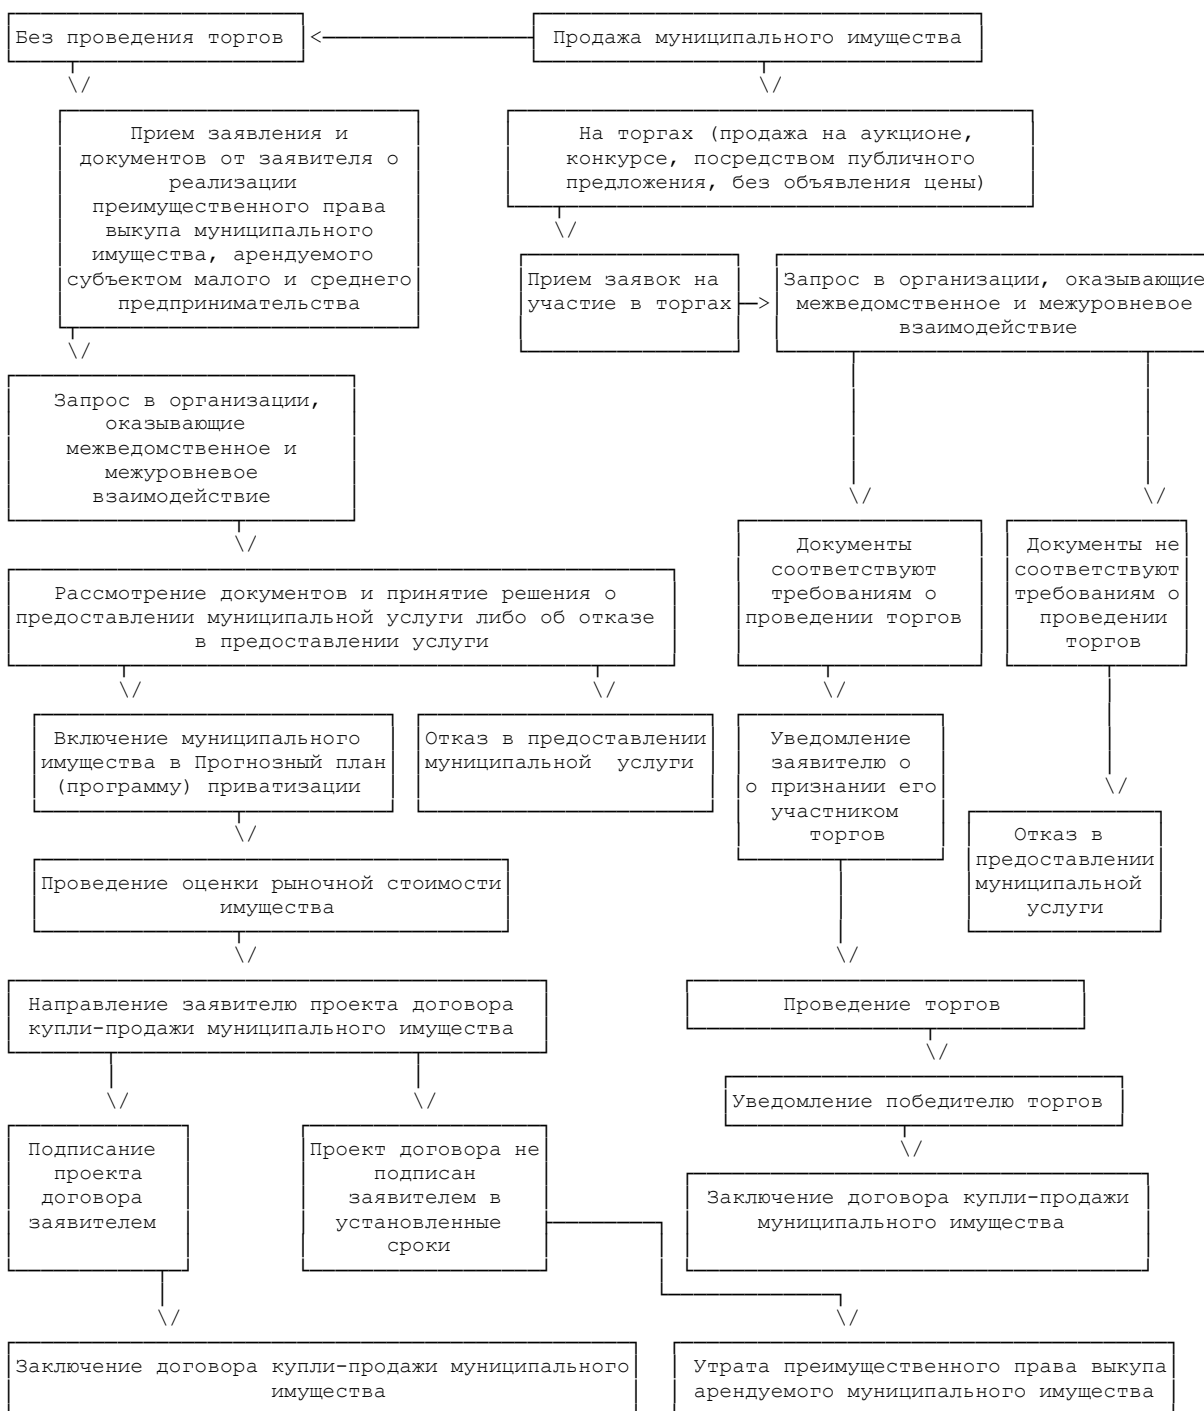 Без проведения торгов
Продажа муниципального имущества
Прием заявления и
документов от заявителя о
реализации
преимущественного права
выкупа муниципального
имущества, арендуемого
субъектом малого и среднего
предпринимательства
На торгах (продажа на аукционе,
конкурсе, посредством публичного
предложения, без объявления цены)
Прием заявок на
участие в торгах
Запрос в организации, оказывающие
межведомственное и межуровневое
взаимодействие
Запрос в организации,
оказывающие
межведомственное и
межуровневое
взаимодействие
Документы
соответствуют
требованиям о
проведении торгов
Документы не
соответствуют
требованиям о
проведении
торгов
Рассмотрение документов и принятие решения о
предоставлении муниципальной услуги либо об отказе
в предоставлении услуги
Включение муниципального
имущества в Прогнозный план
(программу) приватизации
Отказ в предоставлении
муниципальной услуги
Уведомление
заявителю о
о признании его
участником
торгов
Отказ в
предоставлении
муниципальной
услуги
Проведение оценки рыночной стоимости
имущества
Направление заявителю проекта договора
купли-продажи муниципального имущества
Проведение торгов
Уведомление победителю торгов
Подписание
проекта
договора
заявителем
Проект договора не
подписан
заявителем в
установленные
сроки
Заключение договора купли-продажи
муниципального имущества
Заключение договора купли-продажи муниципального
имущества
Утрата преимущественного права выкупа
арендуемого муниципального имущества